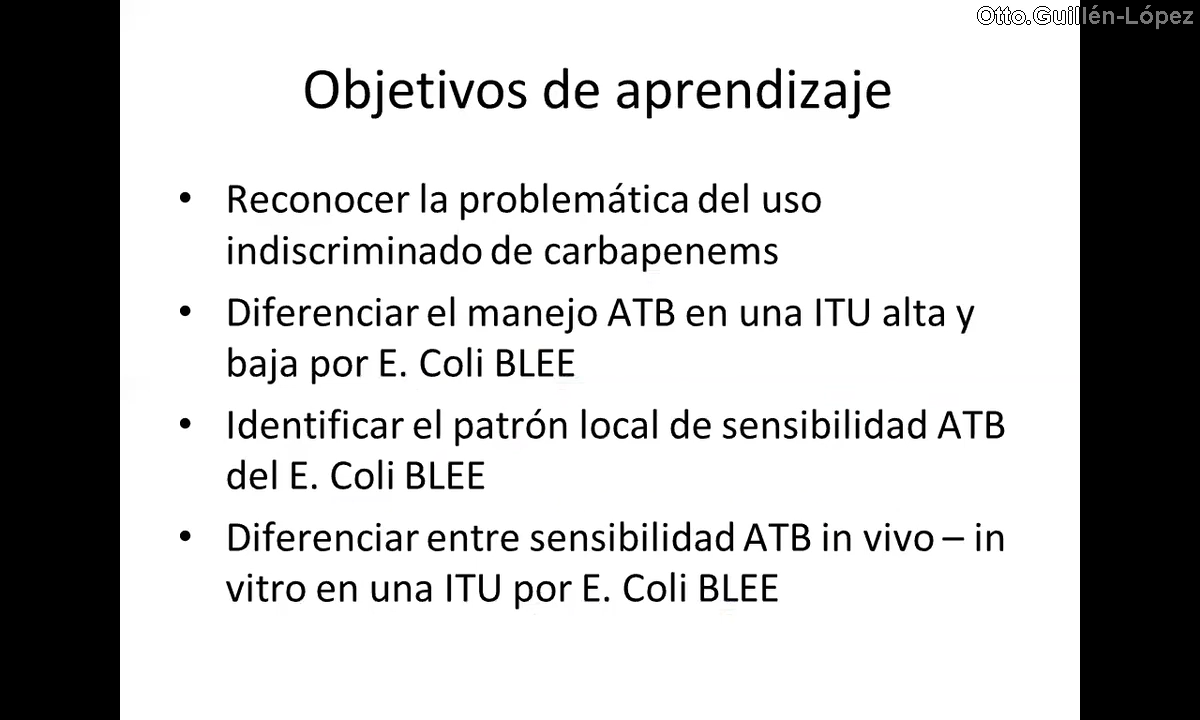 Otto.Guillén-López
Objetivos de aprendizaje
• Reconocer la problemática del uso
indiscriminado de carbapenems
• Diferenciar el manejo ATB en una ITU alta y
baja por E. Coli BLEE
• Identificar el patrón local de sensibilidad ATB
del E. Coli BLEE
• Diferenciar entre sensibilidad ATB in vivo – in
vitro en una ITU por E. Coli BLEE